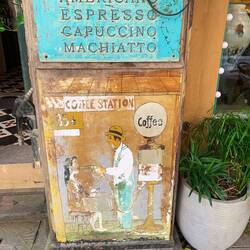 AMERICANO
ESPRESSO
CAPUCCINO
MACHIATTO
COFFEE STATION
Coffee